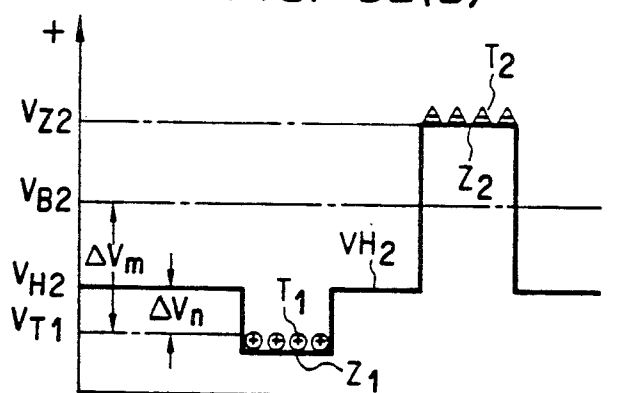 +
T2
VZ2
Z2
VB2
ΔVm
VH2
VH2
ΔVn
T1
VT1
+ + + +
Z1